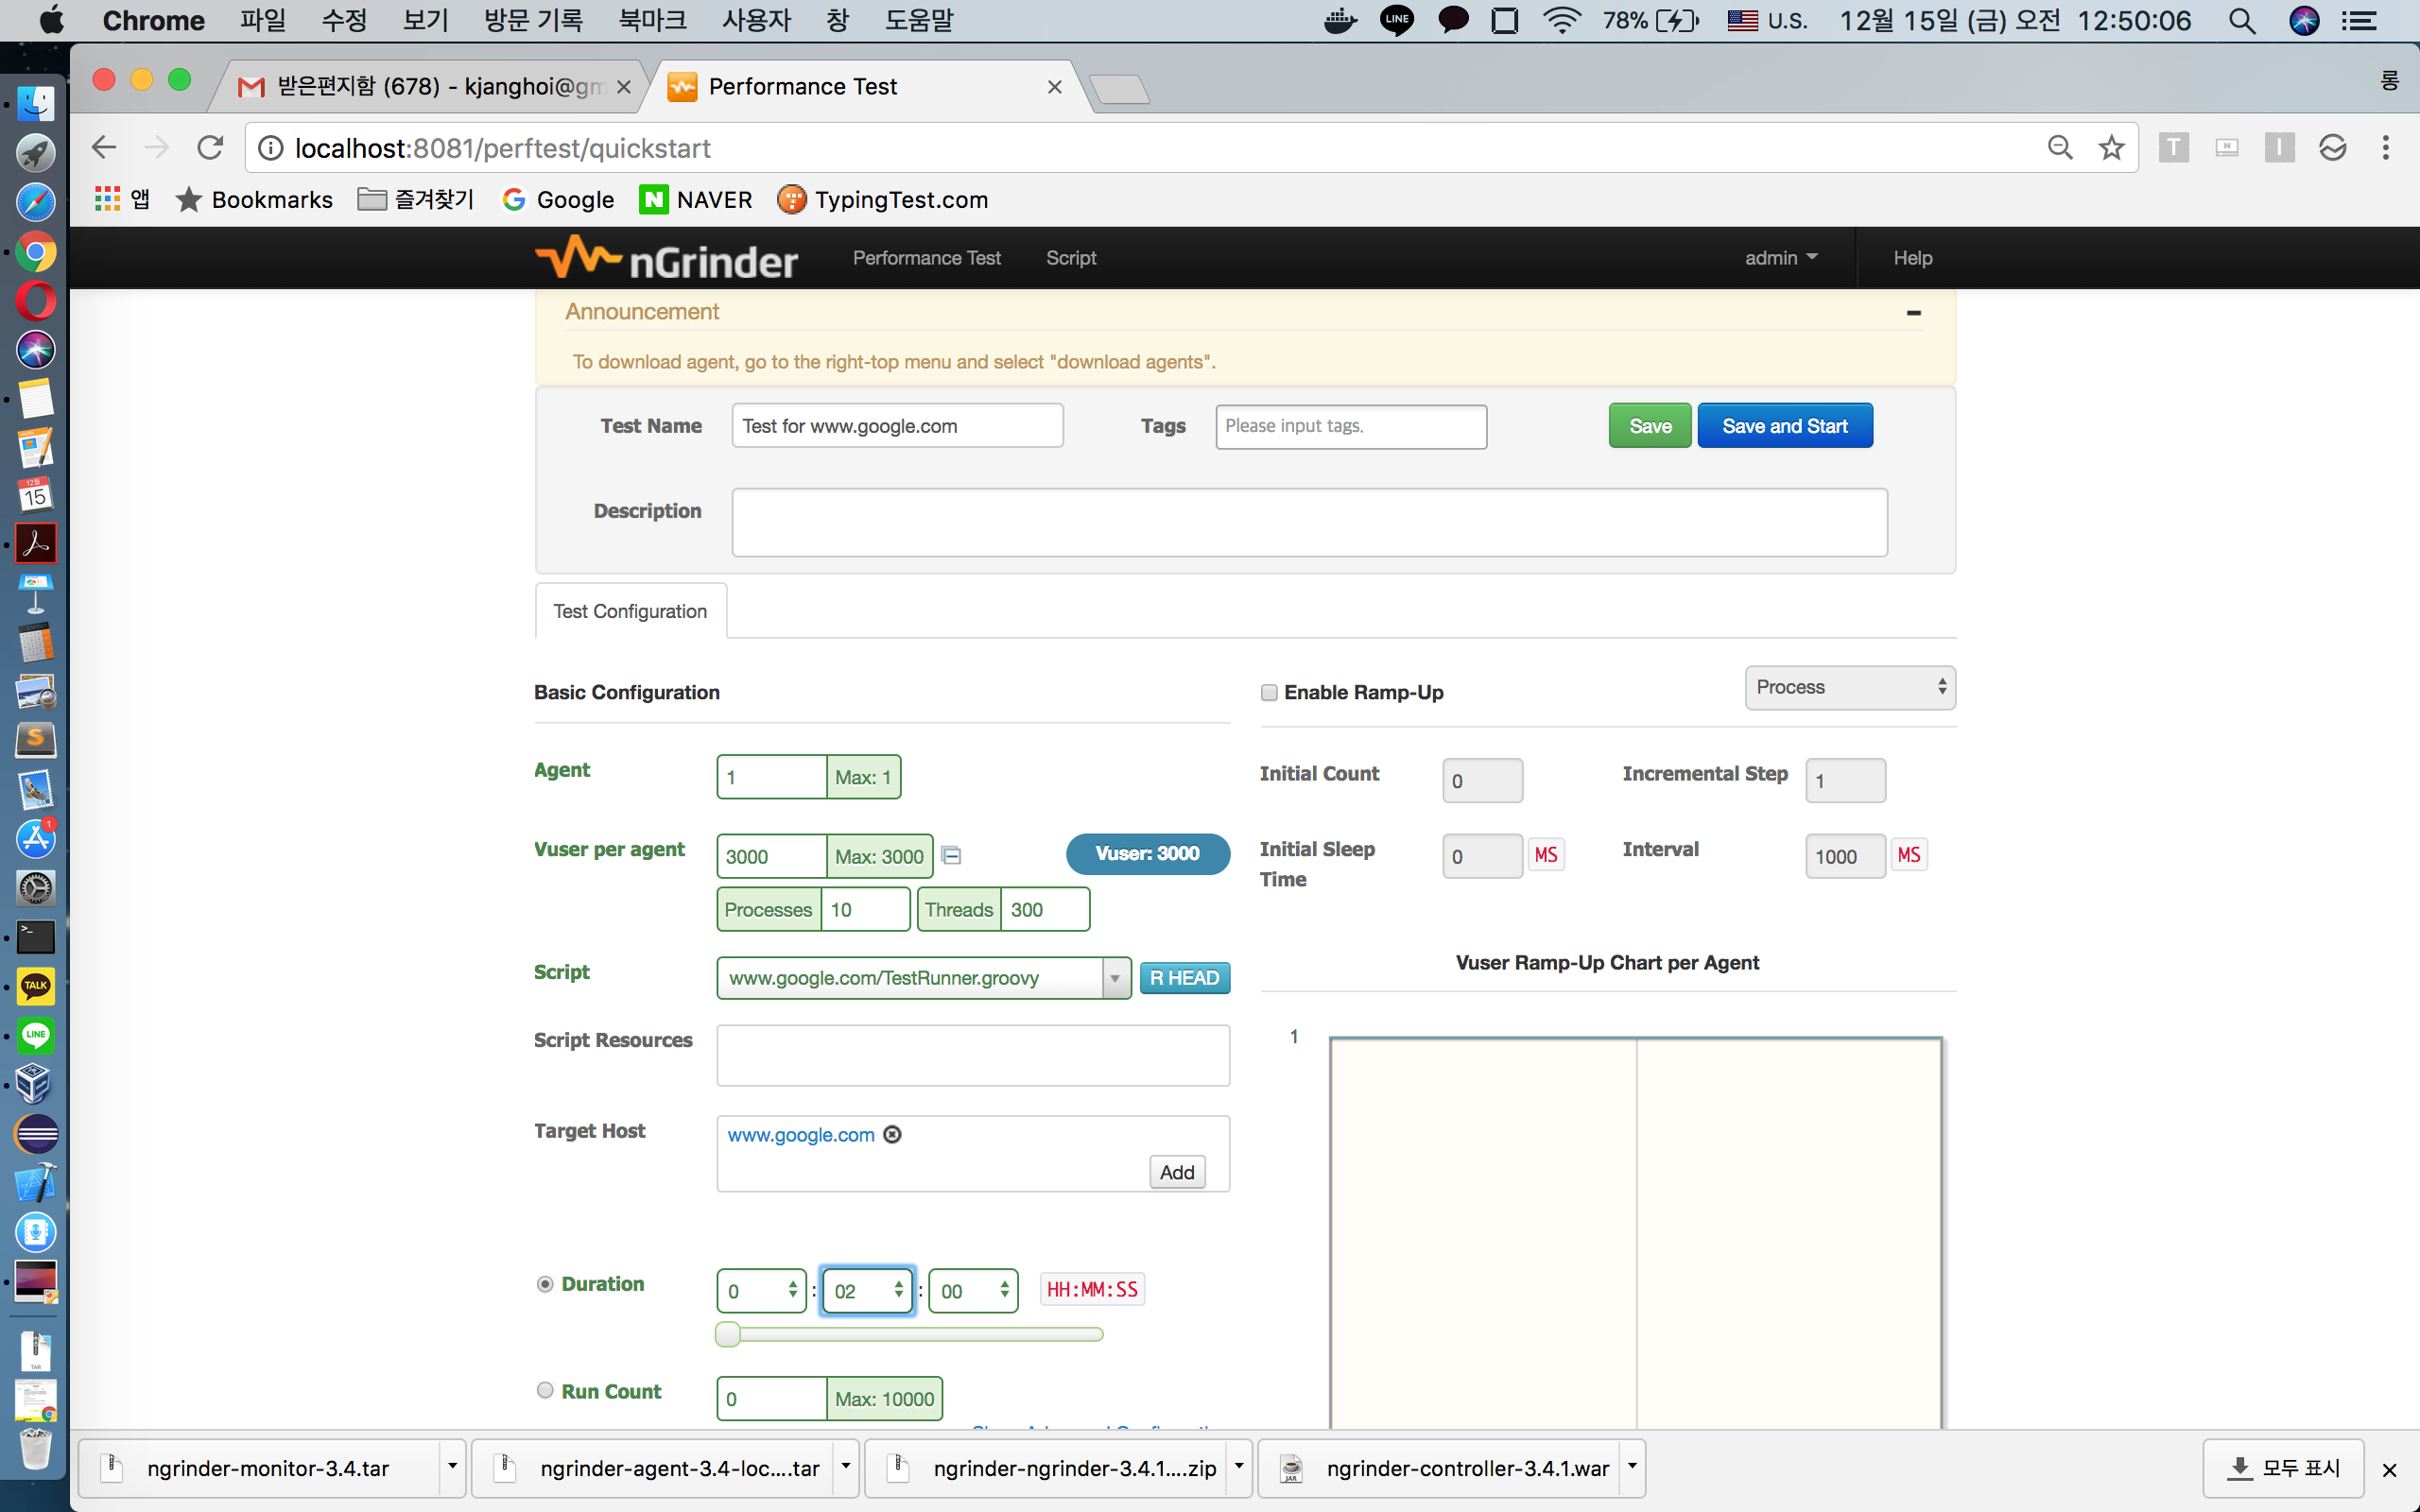 Chrome 파일 수정 보기 방문 기록 북마크 사용자 창 도움말 LINE 78% U.S. 12월 15일 (금) 오전 12:50:06
받은편지함 (678) - kjanghoi@gm Performance Test 롱
localhost:8081/perftest/quickstart
앱 Bookmarks 즐겨찾기 Google NAVER TypingTest.com
nGrinder Performance Test Script admin Help
Announcement
To download agent, go to the right-top menu and select "download agents".
Test Name Test for www.google.com Tags Please input tags. Save Save and Start
Description
Test Configuration
Basic Configuration
Enable Ramp-Up Process
Agent 1 Max: 1
Initial Count 0 Incremental Step 1
Vuser per agent 3000 Max: 3000 Vuser: 3000
Initial Sleep Time 0 MS Interval 1000 MS
Processes 10 Threads 300
Script www.google.com/TestRunner.groovy R HEAD
Vuser Ramp-Up Chart per Agent
Script Resources
1
Target Host www.google.com
Add
Duration 0 : 02 : 00 HH:MM:SS
Run Count 0 Max: 10000
ngrinder-monitor-3.4.tar ngrinder-agent-3.4-loc....tar ngrinder-ngrinder-3.4.1....zip ngrinder-controller-3.4.1.war 모두 표시
12월
15
1
TALK
LINE
TAR
JAR